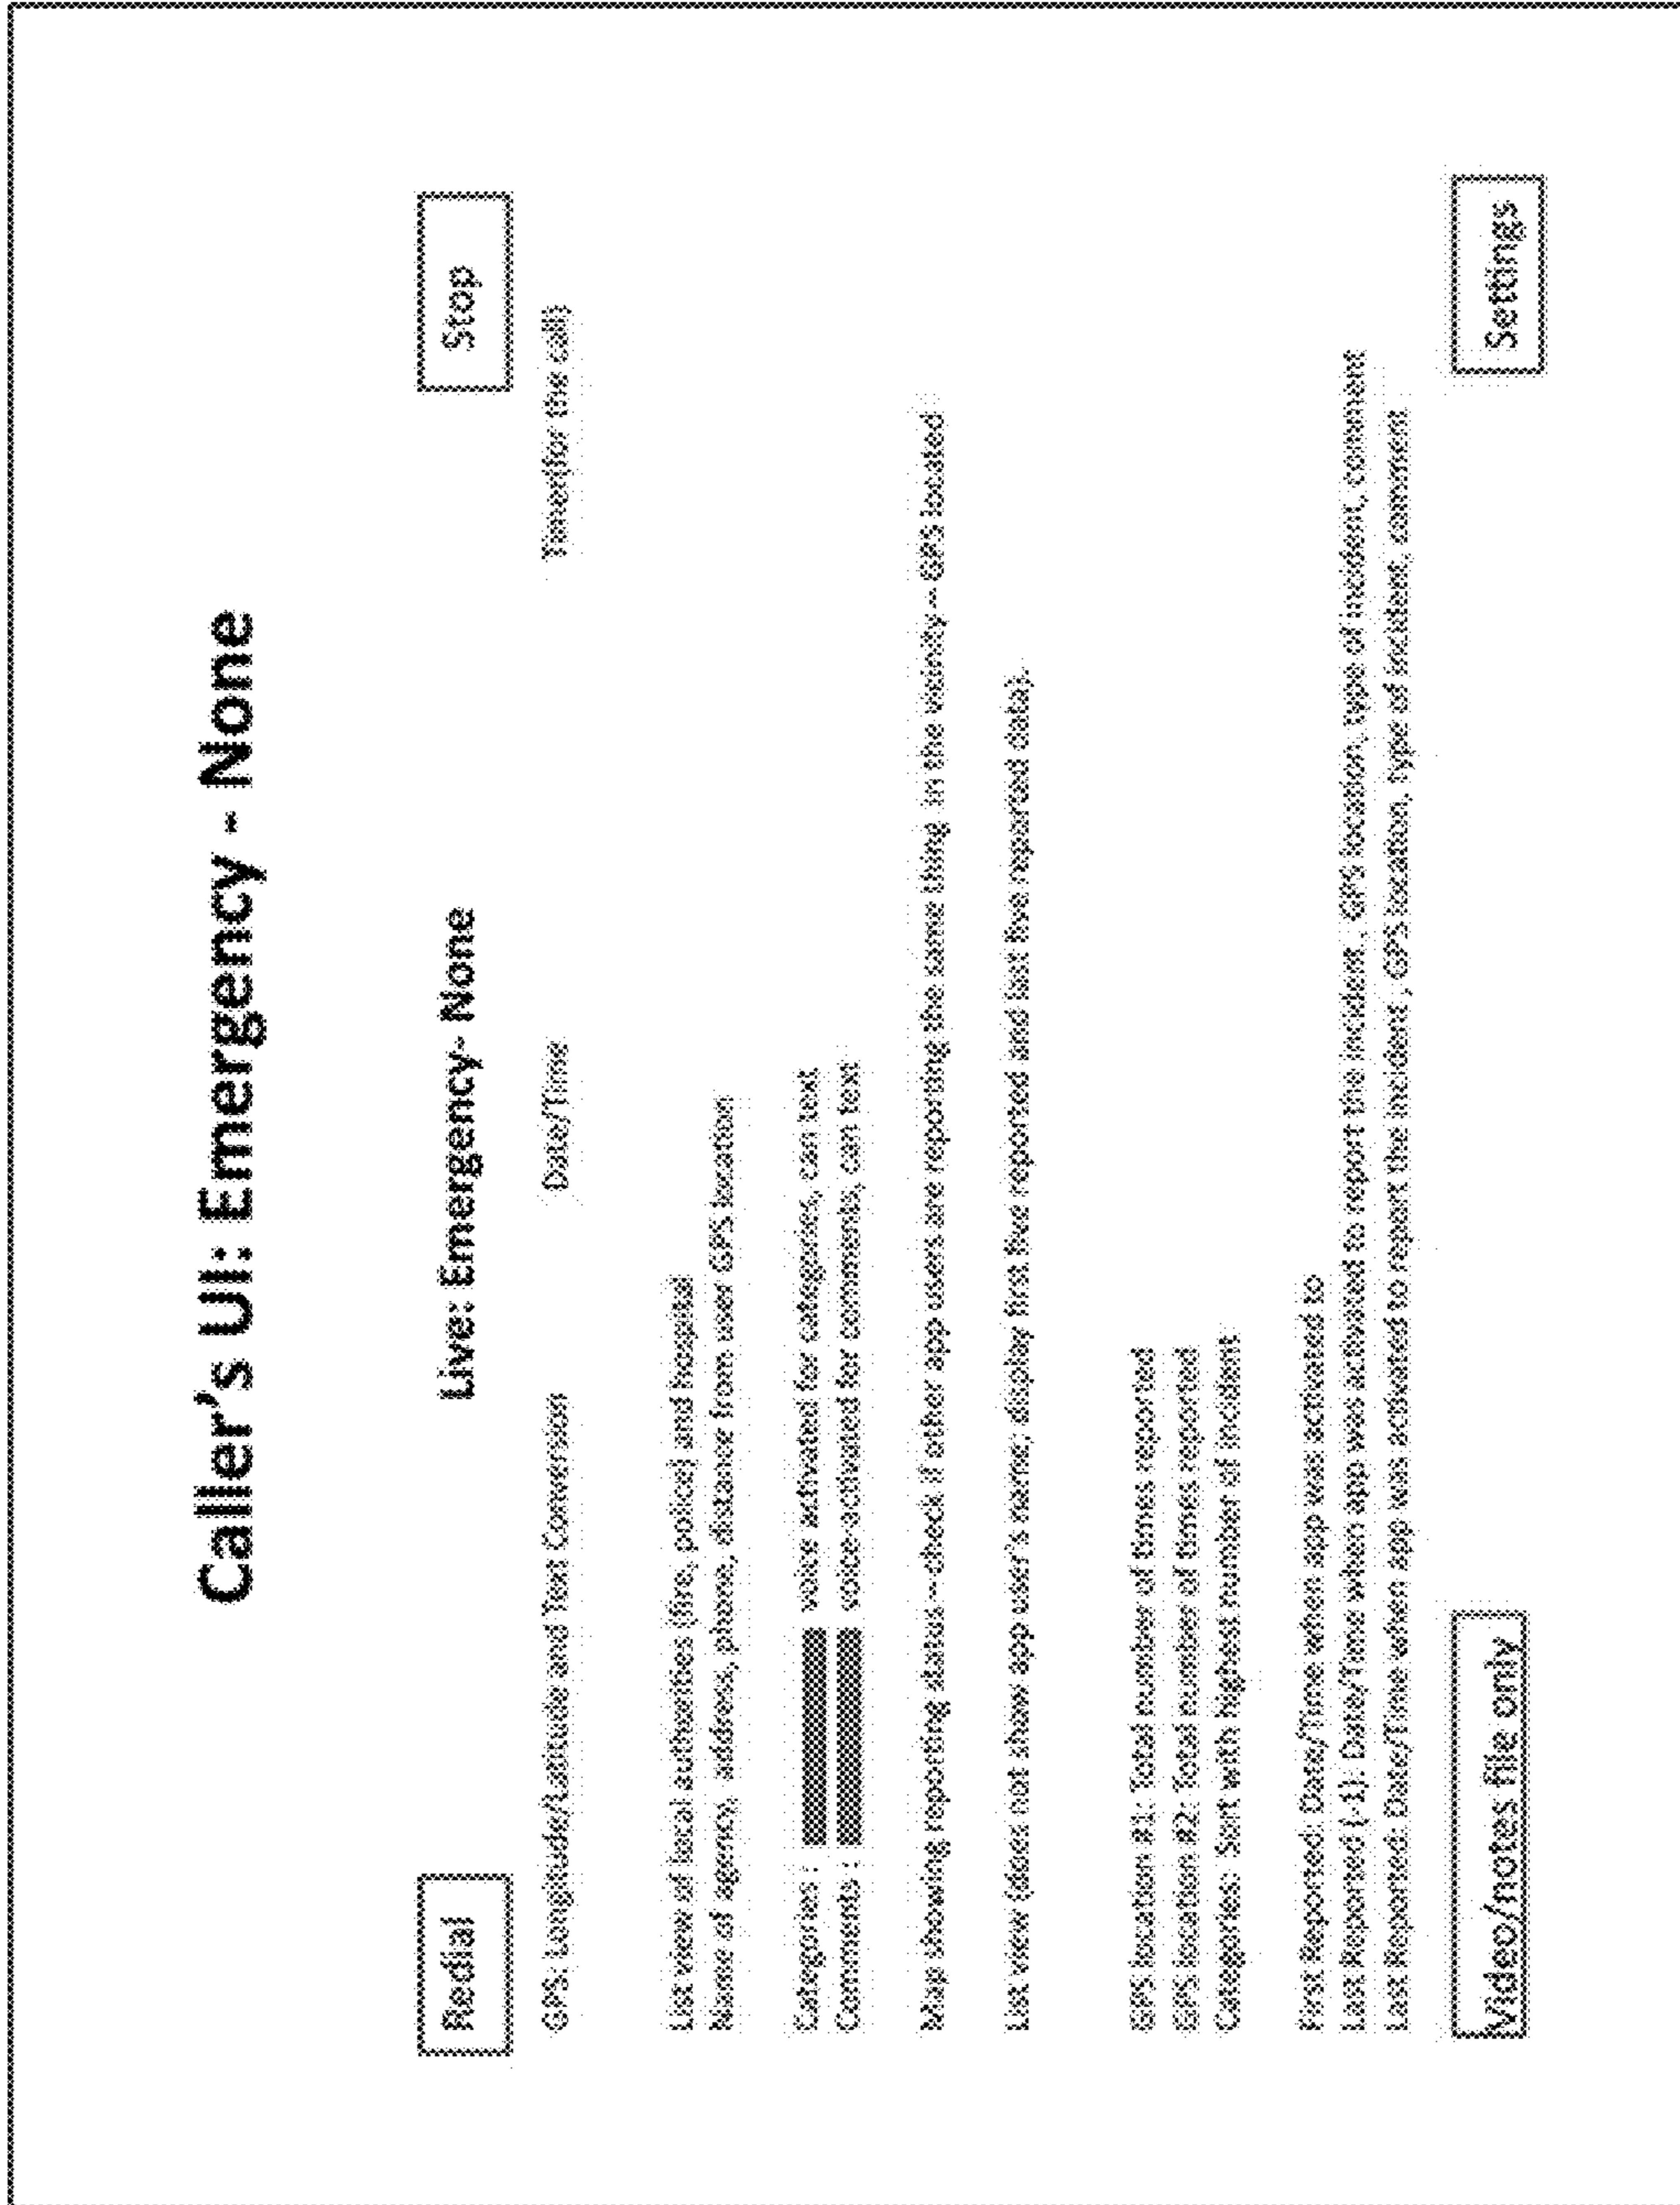 Caller's UI: Emergency - None
Redial
Live: Emergency- None
Stop
GPS: Longitude/Latitude and Text Conversion
Date/Time
Timer(for the call)
List view of local authorities (fire, police) and hospital
Name of agency, address, phone, distance from user GPS location
Categories : voice activated for categories, can text
Comments : voice-activated for comments, can text
Map showing reporting status -- check if other app users are reporting the same thing in the vicinity -- GPS located
List view (does not show app user's name; display first five reported and last five reported data).
GPS location #1: Total number of times reported
GPS location #2: Total number of times reported
Categories: Sort with highest number of incident
First Reported: Date/Time when app was activated to
Last Reported (-1): Date/Time when app was activated to report the incident, GPS location, type of incident, comment
Last Reported: Date/Time when app was activated to report the incident, GPS location, type of incident, comment
Video/notes file only
Settings